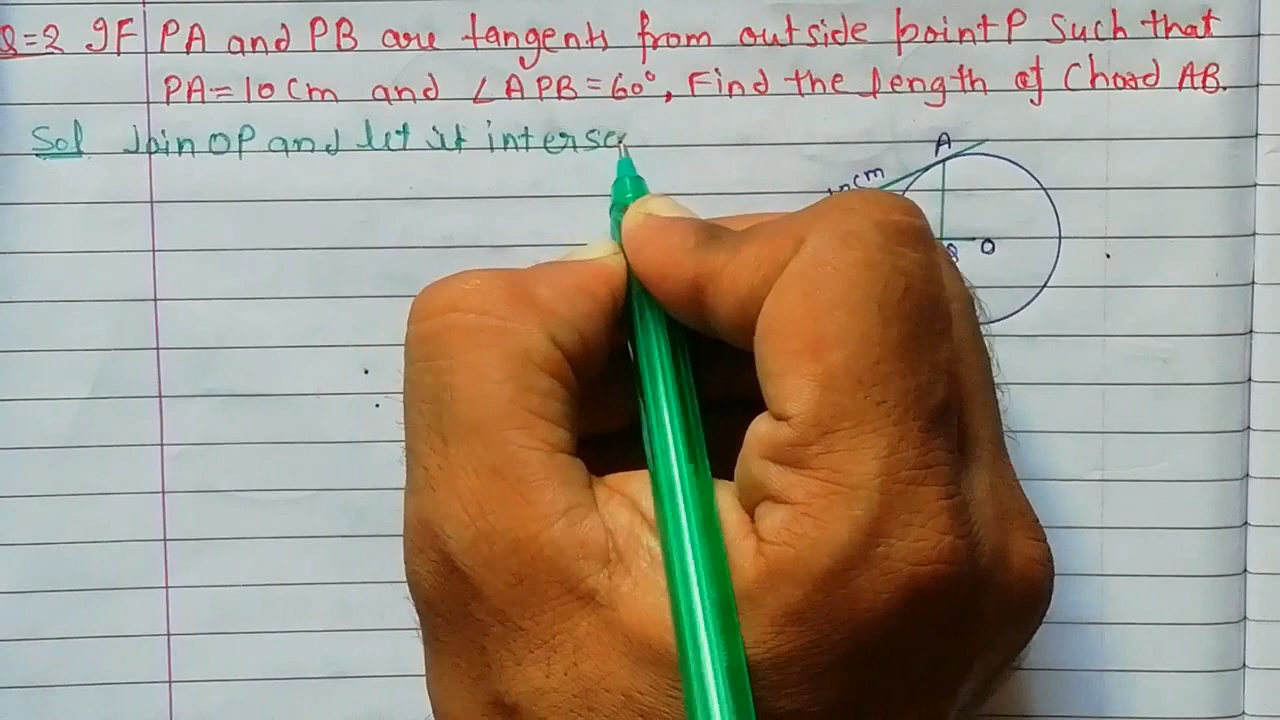 Q=2 If PA and PB are tangents from outside point P such that
PA=10cm and ∠APB=60°, Find the length of Chord AB.
Sol Join OP and let it interse
A
cm
O